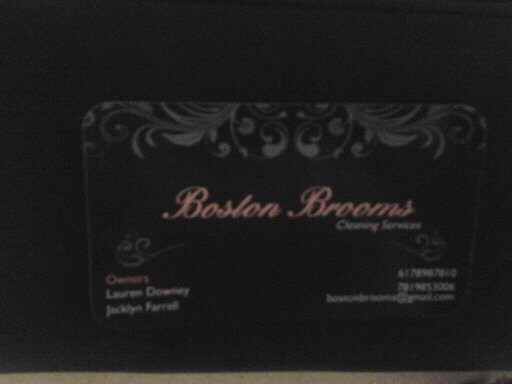 Boston Brooms
Cleaning Services
Owners
Lauren Downey
Jacklyn Farrell
6178987810
7819853006
bostonbrooms@gmail.com